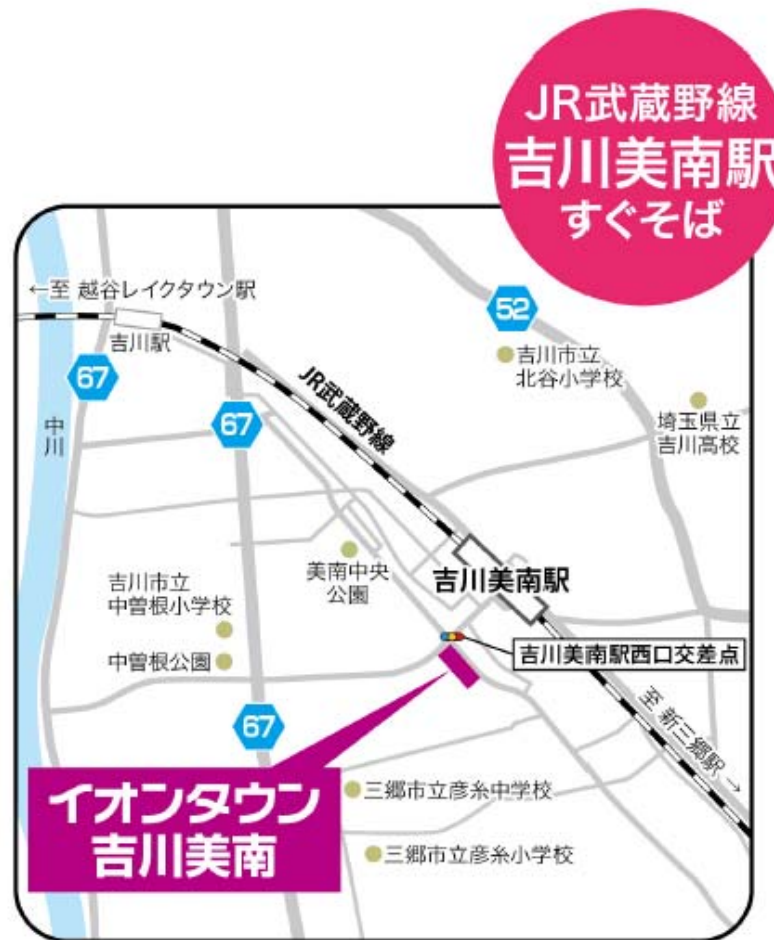 JR武蔵野線
吉川美南駅
すぐそば
←至 越谷レイクタウン駅
吉川駅
52
吉川市立
北谷小学校
67
中川
67
JR武蔵野線
埼玉県立
吉川高校
吉川美南駅
美南中央
公園
吉川市立
中曽根小学校
中曽根公園
吉川美南駅西口交差点
67
至 新三郷駅→
イオンタウン
吉川美南
三郷市立彦糸中学校
三郷市立彦糸小学校